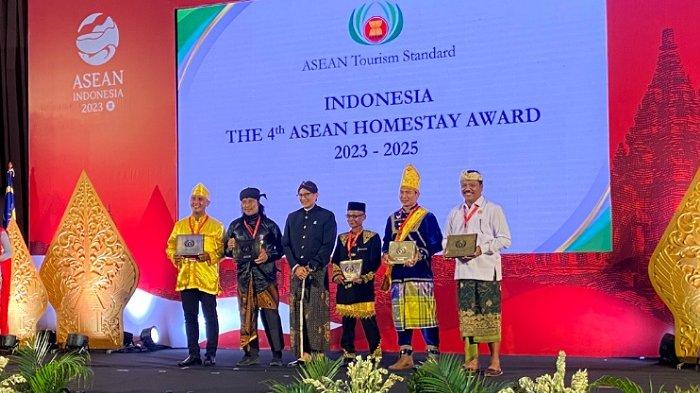 ASEAN
INDONESIA
2023
ASEAN Tourism Standard
INDONESIA
THE 4th ASEAN HOMESTAY AWARD
2023 - 2025